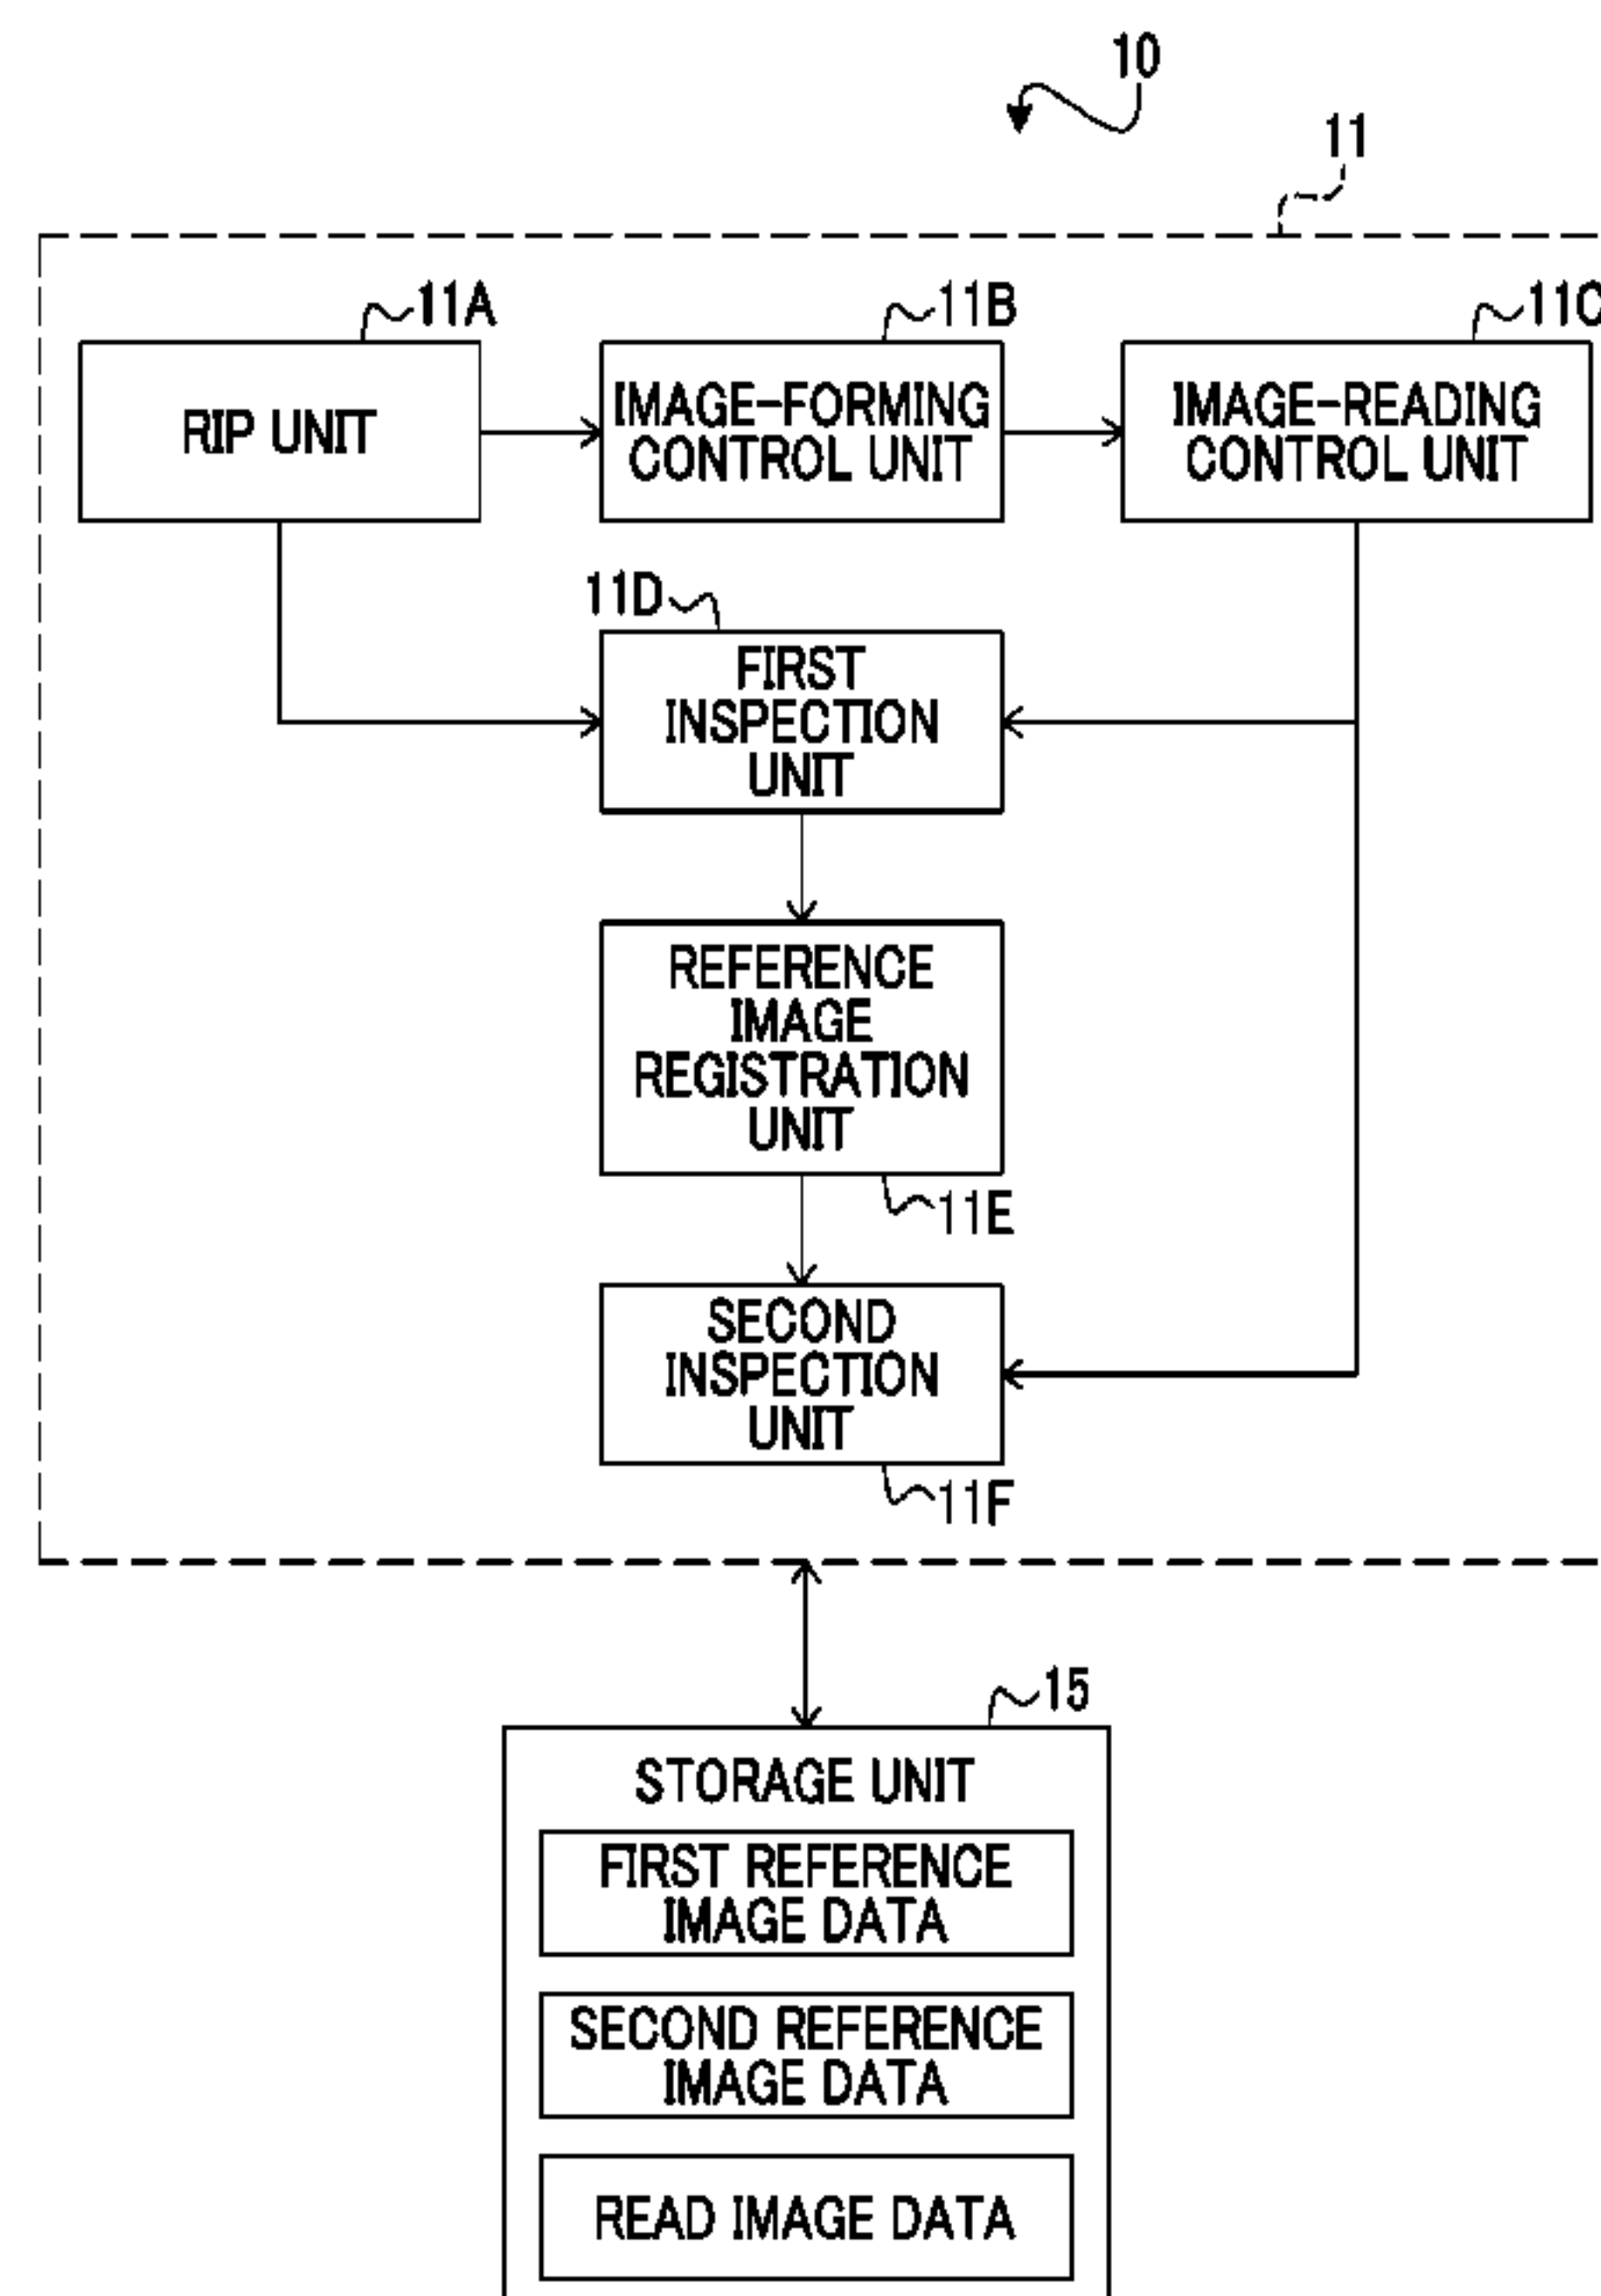 10
11
11A
11B
11C
RIP UNIT
IMAGE-FORMING
CONTROL UNIT
IMAGE-READING
CONTROL UNIT
11D
FIRST
INSPECTION
UNIT
REFERENCE
IMAGE
REGISTRATION
UNIT
11E
SECOND
INSPECTION
UNIT
11F
15
STORAGE UNIT
FIRST REFERENCE
IMAGE DATA
SECOND REFERENCE
IMAGE DATA
READ IMAGE DATA